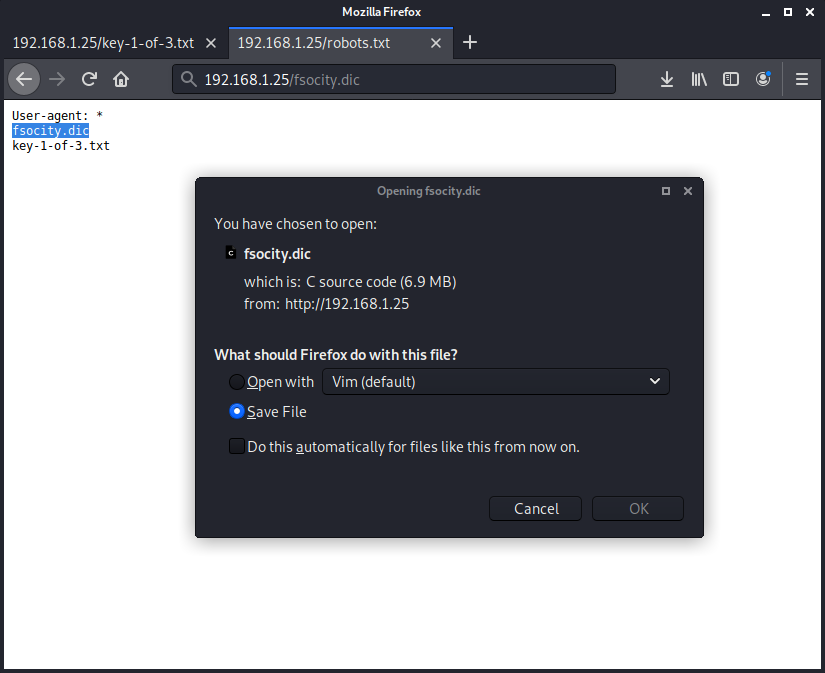 Mozilla Firefox
192.168.1.25/key-1-of-3.txt
192.168.1.25/robots.txt
192.168.1.25/fsocity.dic
User-agent: *
fsocity.dic
key-1-of-3.txt
Opening fsocity.dic
You have chosen to open:
fsocity.dic
which is: C source code (6.9 MB)
from: http://192.168.1.25
What should Firefox do with this file?
Open with Vim (default)
Save File
Do this automatically for files like this from now on.
Cancel OK